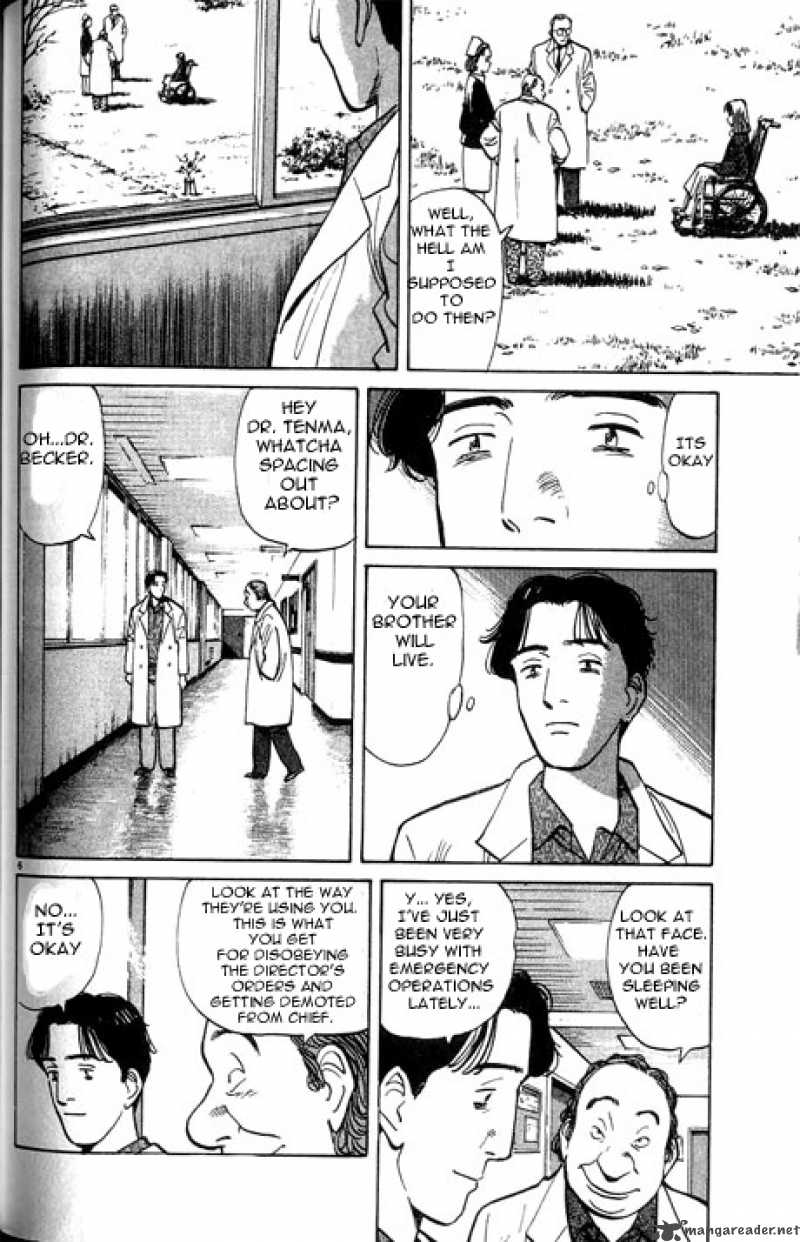 WELL,
WHAT THE
HELL AM
I
SUPPOSED
TO
DO THEN?
ITS
OKAY
YOUR
BROTHER
WILL
LIVE.
HEY
DR. TENMA,
WHATCHA
SPACING
OUT
ABOUT?
OH...DR.
BECKER.
LOOK AT
THAT FACE.
HAVE
YOU BEEN
SLEEPING
WELL?
Y... YES,
I'VE JUST
BEEN VERY
BUSY WITH
EMERGENCY
OPERATIONS
LATELY...
LOOK AT THE WAY
THEY'RE USING YOU.
THIS IS WHAT
YOU GET
FOR DISOBEYING
THE DIRECTOR'S
ORDERS AND
GETTING DEMOTED
FROM CHIEF.
NO...
IT'S
OKAY
mangareader.net